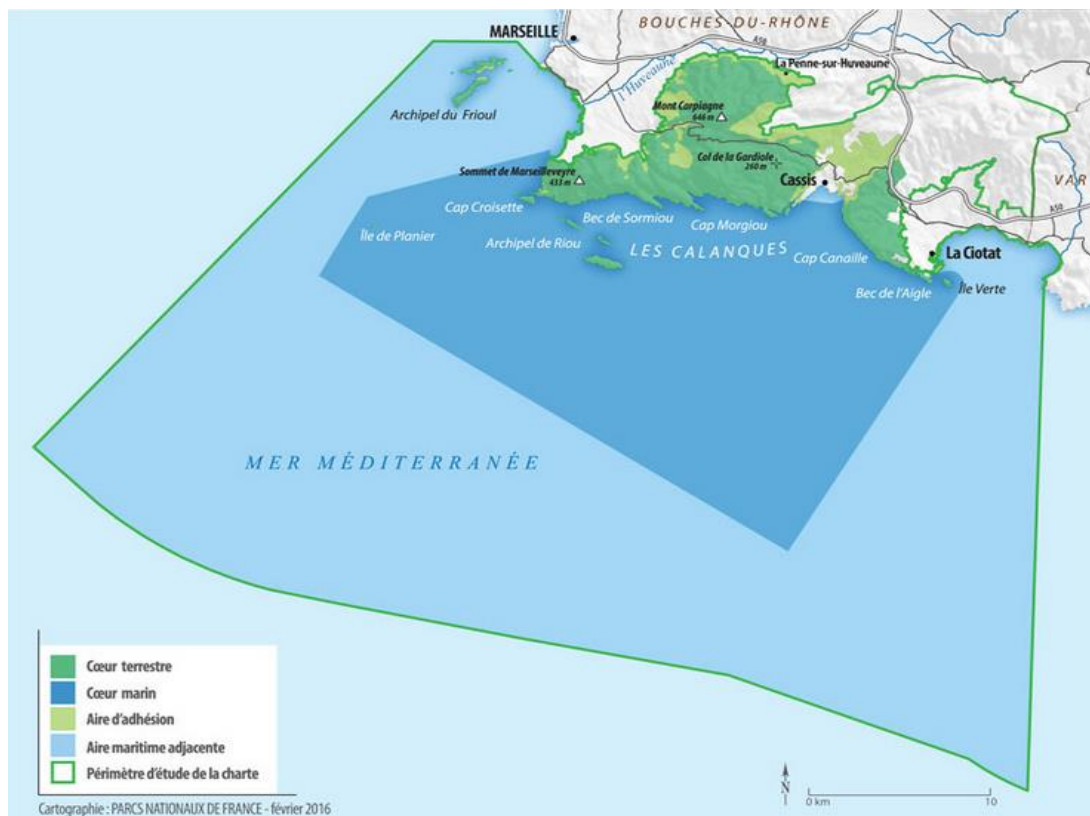 BOUCHES-DU-RHÔNE
MARSEILLE
A50
La Penne-sur-Huveaune
l'Huveaune
Archipel du Frioul
Mont Carpiagne
646 m
Col de la Gardiole
260 m
Sommet de Marseilleveyre
433 m
Cassis
VAR
A50
Cap Croisette
Bec de Sormiou
Cap Morgiou
Île de Planier
Archipel de Riou
LES CALANQUES
Cap Canaille
La Ciotat
Bec de l'Aigle
Île Verte
MER MÉDITERRANÉE
Cœur terrestre
Cœur marin
Aire d'adhésion
Aire maritime adjacente
Périmètre d'étude de la charte
N
0 km
10
Cartographie : PARCS NATIONAUX DE FRANCE - février 2016